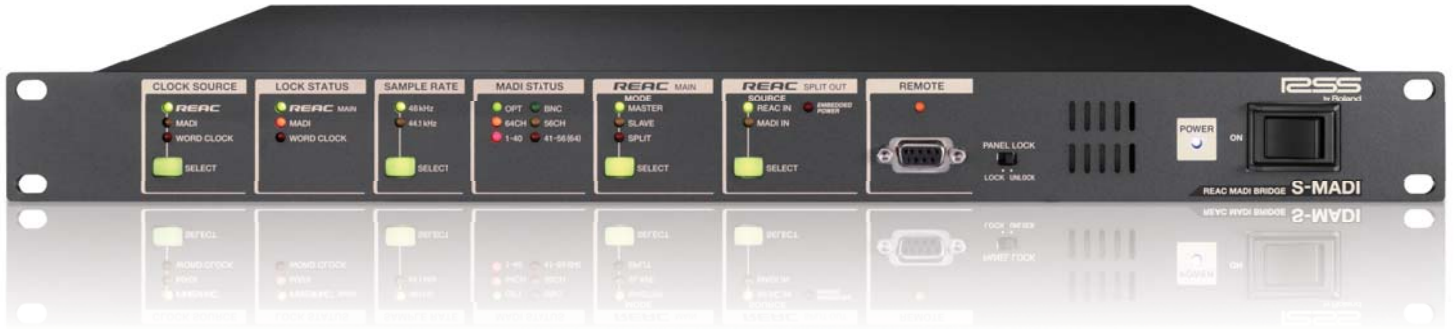 CLOCK SOURCE
REAC
MADI
WORD CLOCK
SELECT
LOCK STATUS
REAC MAIN
MADI
WORD CLOCK
SAMPLE RATE
48 kHz
44.1 kHz
SELECT
MADI STATUS
OPT BNC
64CH 56CH
1-40 41-56 (64)
REAC MAIN
MODE
MASTER
SLAVE
SPLIT
SELECT
REAC SPLIT OUT
SOURCE
REAC IN
EMBEDDED
POWER
MADI IN
SELECT
REMOTE
PANEL LOCK
LOCK UNLOCK
POWER
RSS
by Roland
ON
REAC MADI BRIDGE S-MADI